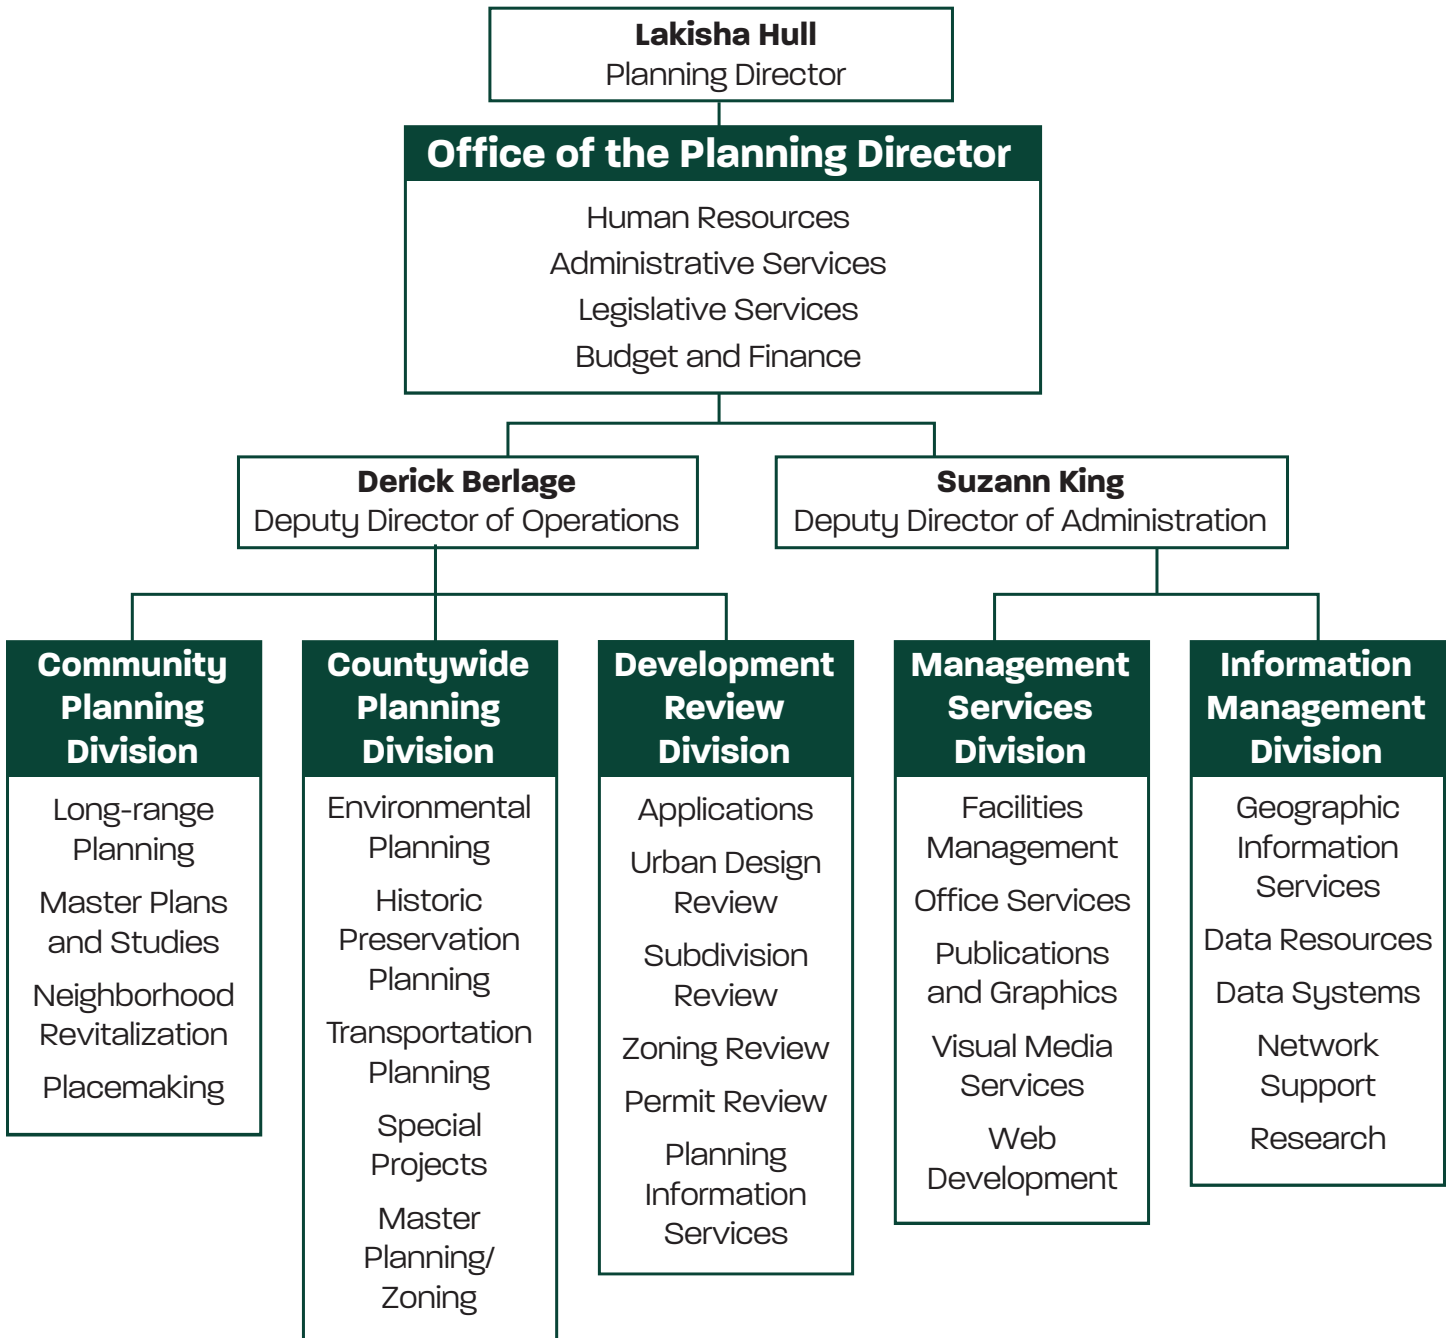 Lakisha Hull
Planning Director
Office of the Planning Director
Human Resources
Administrative Services
Legislative Services
Budget and Finance
Derick Berlage
Deputy Director of Operations
Suzann King
Deputy Director of Administration
Community
Planning
Division
Long-range
Planning
Master Plans
and Studies
Neighborhood
Revitalization
Placemaking
Countywide
Planning
Division
Environmental
Planning
Historic
Preservation
Planning
Transportation
Planning
Special
Projects
Master
Planning/
Zoning
Development
Review
Division
Applications
Urban Design
Review
Subdivision
Review
Zoning Review
Permit Review
Planning
Information
Services
Management
Services
Division
Facilities
Management
Office Services
Publications
and Graphics
Visual Media
Services
Web
Development
Information
Management
Division
Geographic
Information
Services
Data Resources
Data Systems
Network
Support
Research